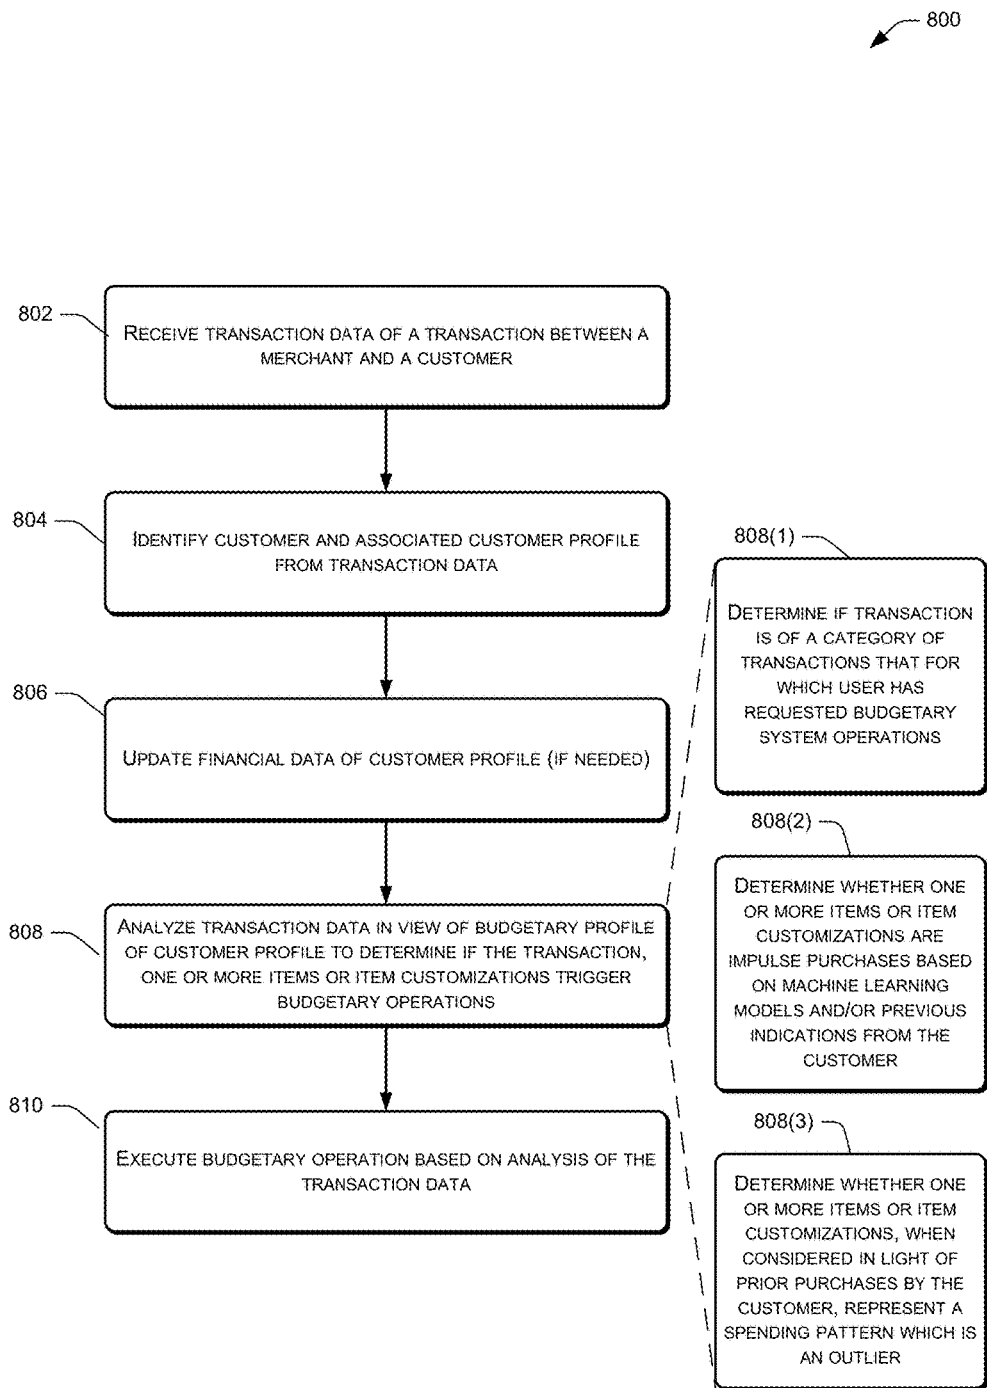 800
802
RECEIVE TRANSACTION DATA OF A TRANSACTION BETWEEN A
MERCHANT AND A CUSTOMER
804
IDENTIFY CUSTOMER AND ASSOCIATED CUSTOMER PROFILE
FROM TRANSACTION DATA
806
UPDATE FINANCIAL DATA OF CUSTOMER PROFILE (IF NEEDED)
808
ANALYZE TRANSACTION DATA IN VIEW OF BUDGETARY PROFILE
OF CUSTOMER PROFILE TO DETERMINE IF THE TRANSACTION,
ONE OR MORE ITEMS OR ITEM CUSTOMIZATIONS TRIGGER
BUDGETARY OPERATIONS
810
EXECUTE BUDGETARY OPERATION BASED ON ANALYSIS OF THE
TRANSACTION DATA
808(1)
DETERMINE IF TRANSACTION
IS OF A CATEGORY OF
TRANSACTIONS THAT FOR
WHICH USER HAS
REQUESTED BUDGETARY
SYSTEM OPERATIONS
808(2)
DETERMINE WHETHER ONE
OR MORE ITEMS OR ITEM
CUSTOMIZATIONS ARE
IMPULSE PURCHASES BASED
ON MACHINE LEARNING
MODELS AND/OR PREVIOUS
INDICATIONS FROM THE
CUSTOMER
808(3)
DETERMINE WHETHER ONE
OR MORE ITEMS OR ITEM
CUSTOMIZATIONS, WHEN
CONSIDERED IN LIGHT OF
PRIOR PURCHASES BY THE
CUSTOMER, REPRESENT A
SPENDING PATTERN WHICH IS
AN OUTLIER